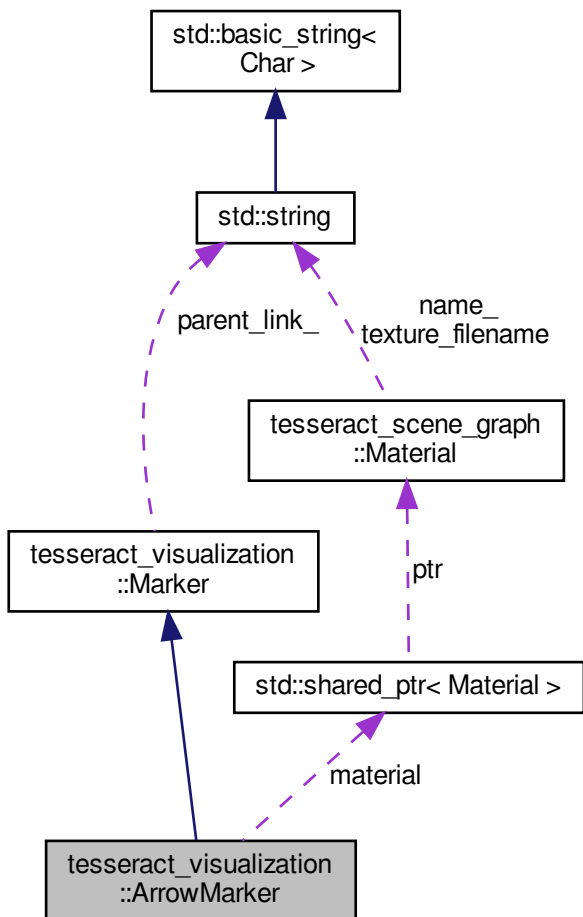 std::basic_string<
Char >
std::string
parent_link_
name_
texture_filename
tesseract_scene_graph
::Material
tesseract_visualization
::Marker
ptr
std::shared_ptr< Material >
material
tesseract_visualization
::ArrowMarker